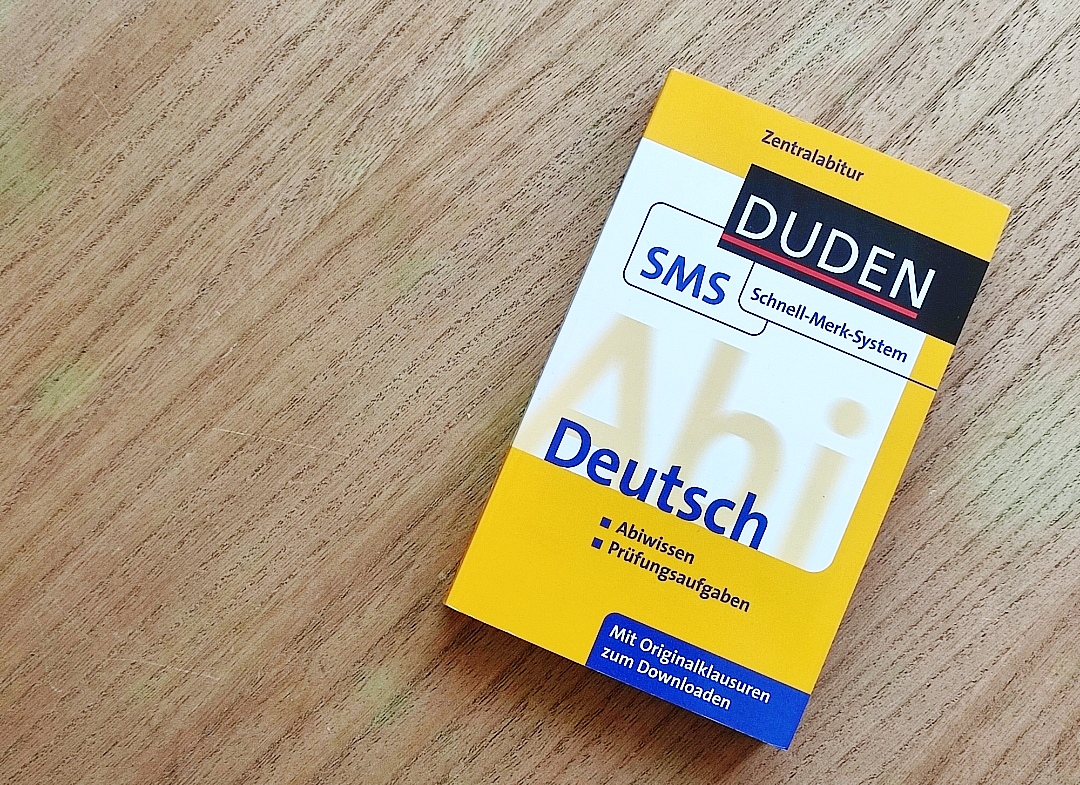 Zentralabitur
DUDEN
SMS
Schnell-Merk-System
Abi
Deutsch
Abiwissen
Prüfungsaufgaben
Mit Originalklausuren
zum Downloaden